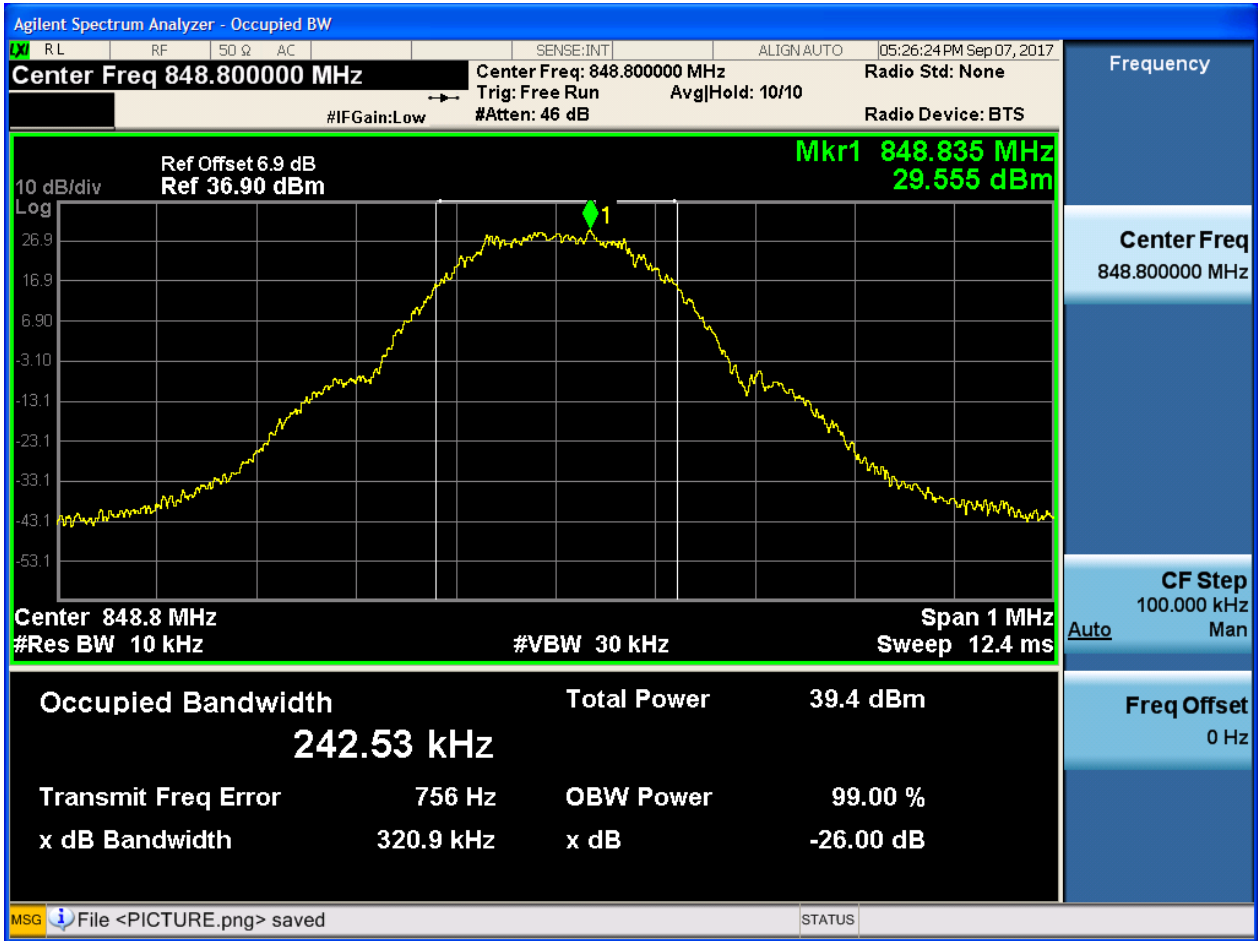 Agilent Spectrum Analyzer - Occupied BW
LXI RL RF 50 Ω AC SENSE:INT ALIGN AUTO 05:26:24 PM Sep 07, 2017
Center Freq 848.800000 MHz
Center Freq: 848.800000 MHz Radio Std: None
Trig: Free Run Avg|Hold: 10/10
#IFGain:Low #Atten: 46 dB Radio Device: BTS
Mkr1 848.835 MHz
29.555 dBm
Ref Offset 6.9 dB
10 dB/div Ref 36.90 dBm
Log
1
26.9
16.9
6.90
-3.10
-13.1
-23.1
-33.1
-43.1
-53.1
Center 848.8 MHz Span 1 MHz
#Res BW 10 kHz #VBW 30 kHz Sweep 12.4 ms
Occupied Bandwidth Total Power 39.4 dBm
242.53 kHz
Transmit Freq Error 756 Hz OBW Power 99.00 %
x dB Bandwidth 320.9 kHz x dB -26.00 dB
Frequency
Center Freq
848.800000 MHz
CF Step
100.000 kHz
Auto Man
Freq Offset
0 Hz
MSG File <PICTURE.png> saved STATUS